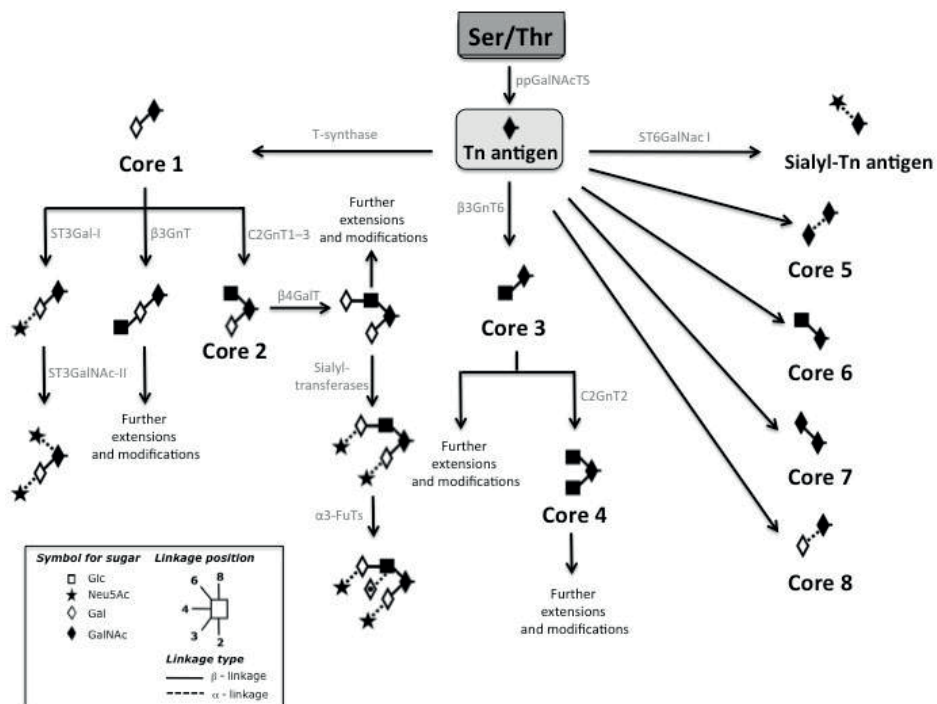 Ser/Thr
ppGalNAcTS
Tn antigen
T-synthase
ST6GalNac I
Sialyl-Tn antigen
Core 1
β3GnT6
ST3Gal-I
β3GnT
C2GnT1–3
Further
extensions
and modifications
Core 5
β4GalT
Core 2
Core 3
Core 6
ST3GalNAc-II
Sialyl-
transferases
C2GnT2
Further
extensions
and modifications
Further
extensions
and modifications
Core 7
Core 4
α3-FuTs
Core 8
Further
extensions
and modifications
Symbol for sugar
Glc
Neu5Ac
Gal
GalNAc
Linkage position
6 8
4
3 2
Linkage type
β - linkage
α - linkage